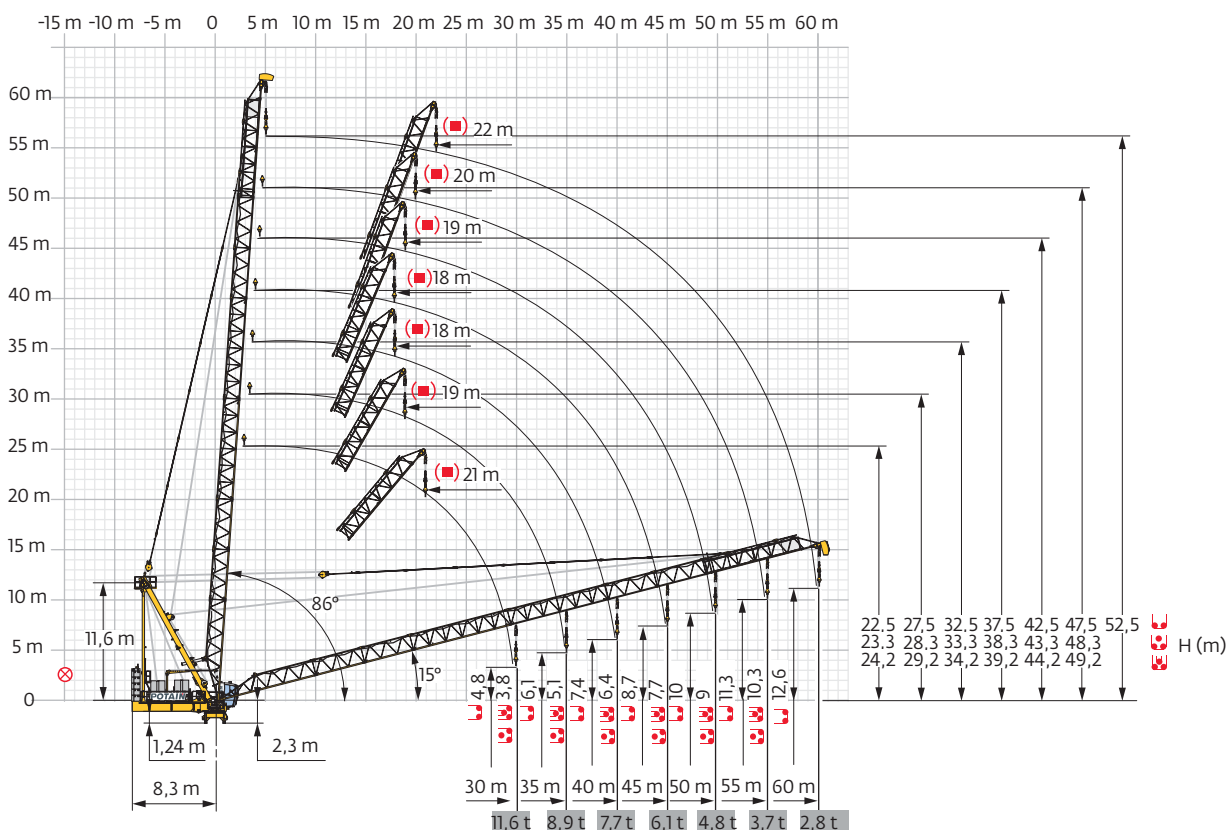 -15 m -10 m -5 m 0 5 m 10 m 15 m 20 m 25 m 30 m 35 m 40 m 45 m 50 m 55 m 60 m
60 m
55 m
50 m
45 m
40 m
35 m
30 m
25 m
20 m
15 m
10 m
5 m
0
22 m
20 m
19 m
18 m
18 m
19 m
21 m
86°
15°
11,6 m
POTAIN
1,24 m
2,3 m
8,3 m
4,8
3,8
6,1
5,1
7,4
6,4
8,7
7,7
10
9
11,3
10,3
12,6
22,5 27,5 32,5 37,5 42,5 47,5 52,5
23,3 28,3 33,3 38,3 43,3 48,3
24,2 29,2 34,2 39,2 44,2 49,2
H (m)
30 m 35 m 40 m 45 m 50 m 55 m 60 m
11,6 t 8,9 t 7,7 t 6,1 t 4,8 t 3,7 t 2,8 t